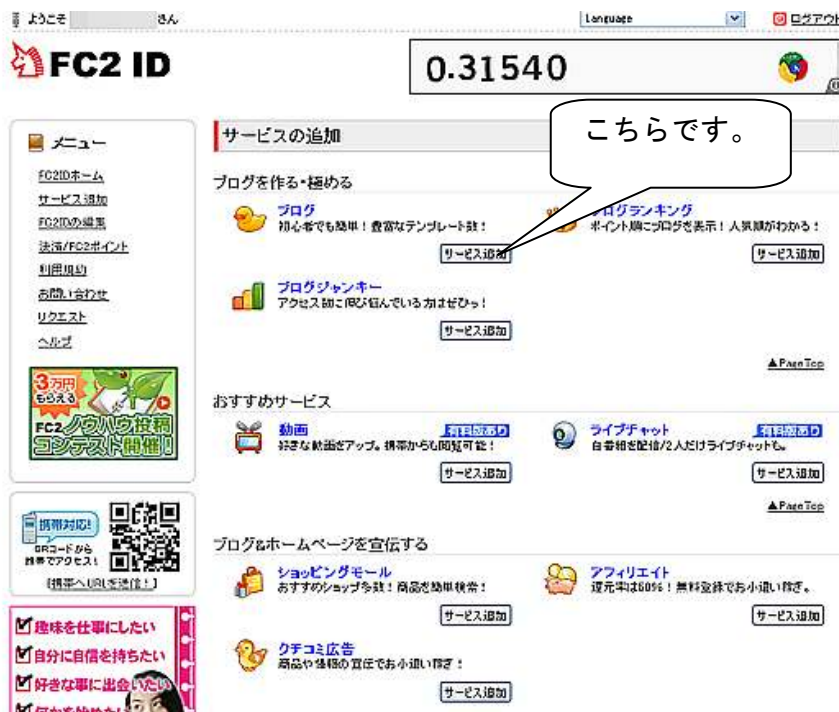 ようこそ さん
Language
ログアウト
FC2 ID
0.31540
こちらです。
メニュー
FC2IDホーム
サービス追加
FC2IDの編集
決済/FC2ポイント
利用規約
お問い合わせ
リクエスト
ヘルプ
3万円
もらえる
FC2ノウハウ投稿
コンテスト開催!
携帯対応!
QRコードから
携帯でアクセス!
[携帯へURLを送信!]
趣味を仕事にしたい
自分に自信を持ちたい
好きな事に出会いたい
何かを始めたい
サービスの追加
ブログを作る・極める
ブログ
初心者でも簡単!豊富なテンプレート数!
サービス追加
ブログランキング
ポイント順にブログを表示!人気順がわかる!
サービス追加
ブログジャンキー
アクセス数に伸び悩んでいる方はぜひっ!
サービス追加
▲PageTop
おすすめサービス
動画 有料版あり
好きな動画をアップ。携帯からも閲覧可能!
サービス追加
ライブチャット 有料版あり
自番組を配信/2人だけライブチャットも。
サービス追加
▲PageTop
ブログ&ホームページを宣伝する
ショッピングモール
おすすめのショップ多数!商品を簡単検索!
サービス追加
アフィリエイト
還元率は60%!無料登録でお小遣い稼ぎ。
サービス追加
クチコミ広告
商品や情報の宣伝でお小遣い稼ぎ!
サービス追加